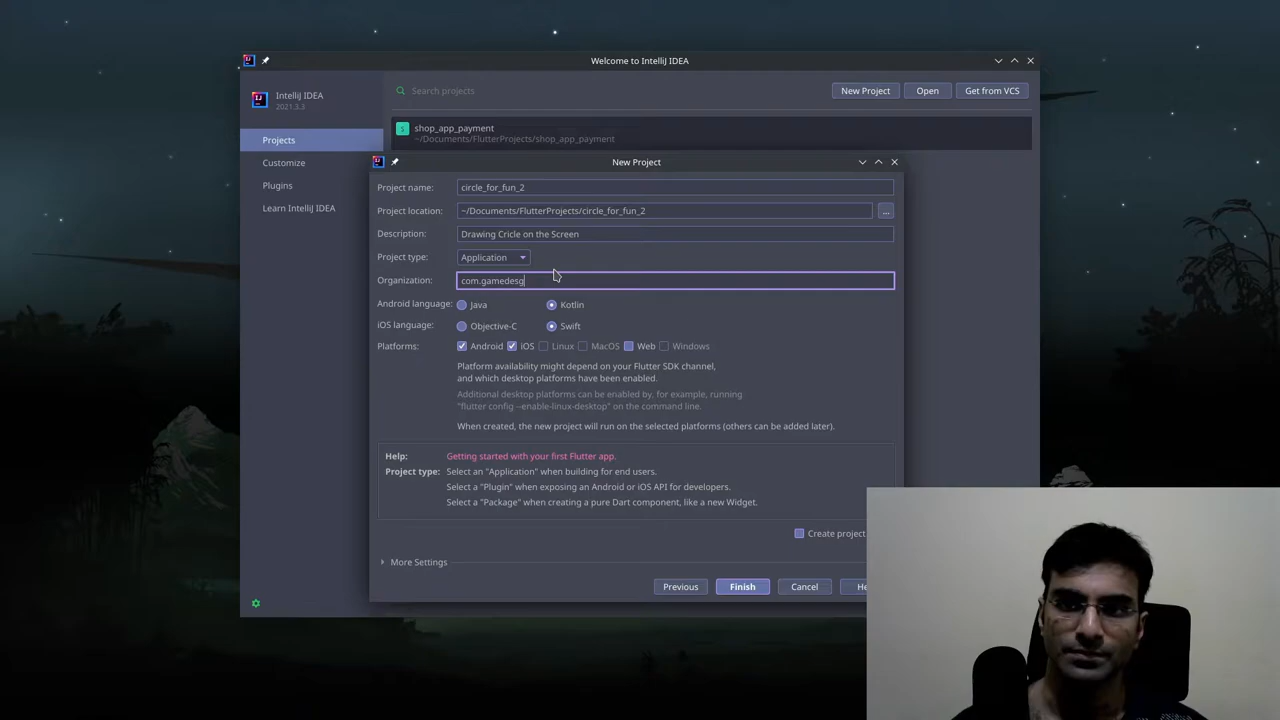 Welcome to IntelliJ IDEA
IntelliJ IDEA
2021.3.3
Search projects
New Project
Open
Get from VCS
Projects
Customize
Plugins
Learn IntelliJ IDEA
shop_app_payment
~/Documents/FlutterProjects/shop_app_payment
New Project
Project name: circle_for_fun_2
Project location: ~/Documents/FlutterProjects/circle_for_fun_2 ...
Description: Drawing Cricle on the Screen
Project type: Application
Organization: com.gamedesg
Android language: Java Kotlin
iOS language: Objective-C Swift
Platforms: Android iOS Linux MacOS Web Windows
Platform availability might depend on your Flutter SDK channel,
and which desktop platforms have been enabled.
Additional desktop platforms can be enabled by, for example, running
"flutter config --enable-linux-desktop" on the command line.
When created, the new project will run on the selected platforms (others can be added later).
Help: Getting started with your first Flutter app.
Project type: Select an "Application" when building for end users.
Select a "Plugin" when exposing an Android or iOS API for developers.
Select a "Package" when creating a pure Dart component, like a new Widget.
Create project
More Settings
Previous Finish Cancel He